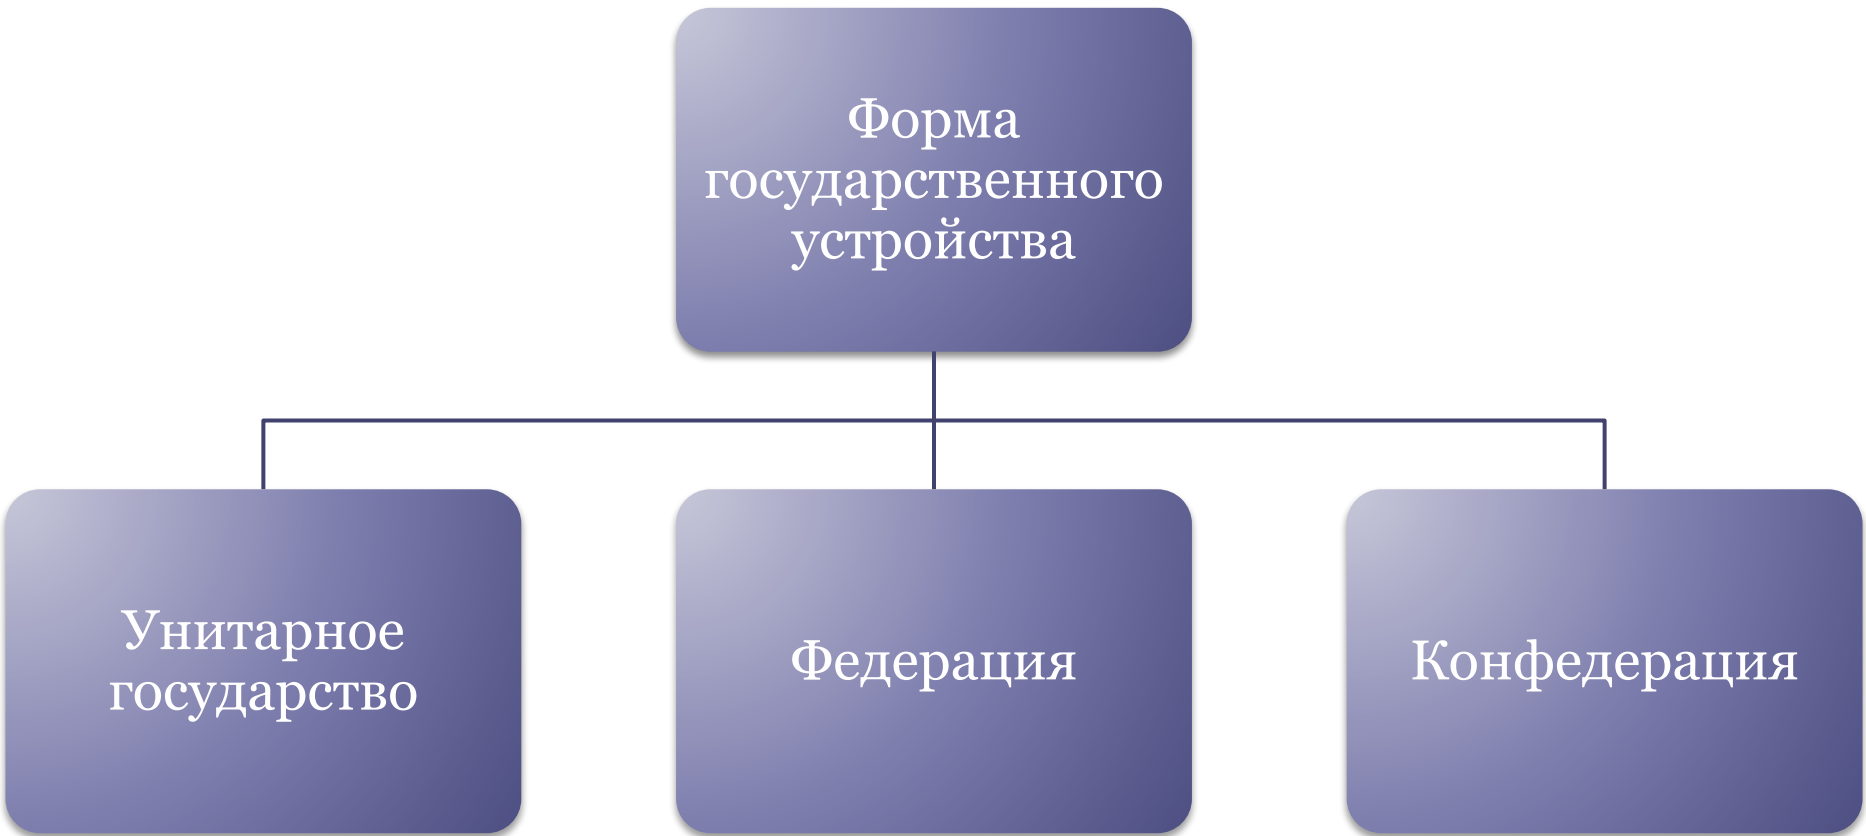 Форма
государственного
устройства
Унитарное
государство
Федерация
Конфедерация